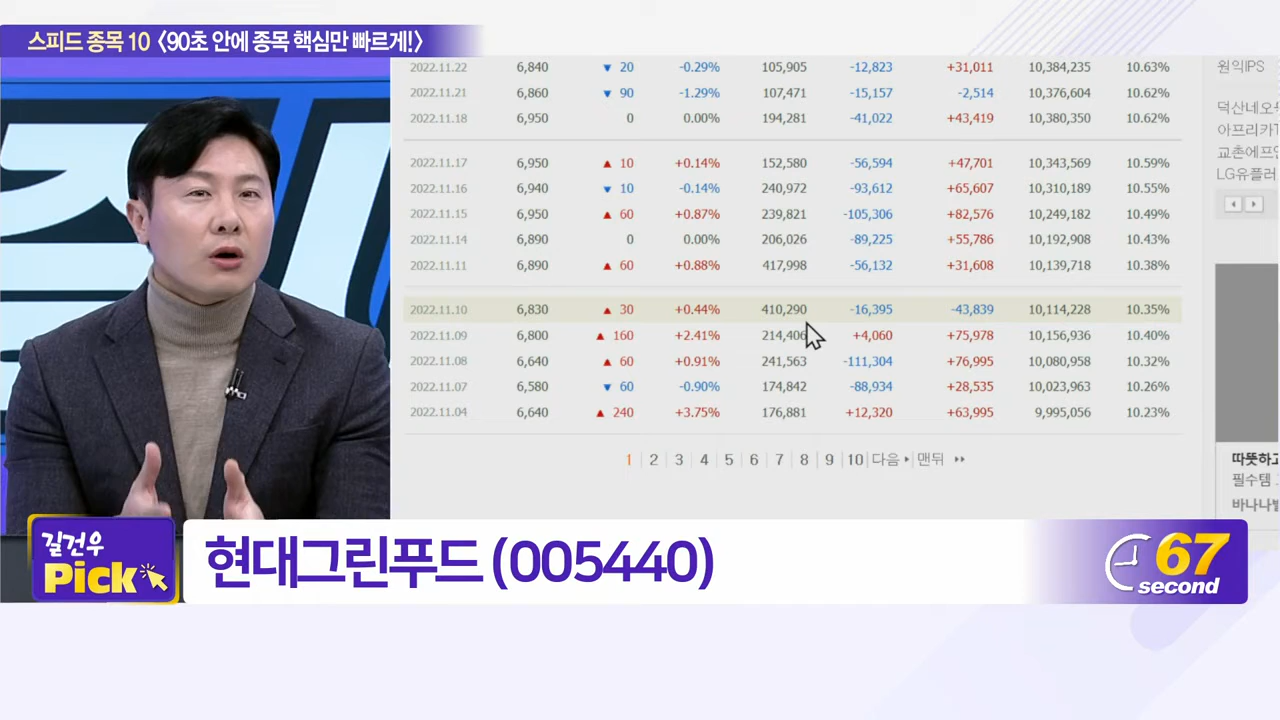 스피드 종목 10 〈90초 안에 종목 핵심만 빠르게!〉
2022.11.22 6,840 ▼ 20 -0.29% 105,905 -12,823 +31,011 10,384,235 10.63%
2022.11.21 6,860 ▼ 90 -1.29% 107,471 -15,157 -2,514 10,376,604 10.62%
2022.11.18 6,950 0 0.00% 194,281 -41,022 +43,419 10,380,350 10.62%
2022.11.17 6,950 ▲ 10 +0.14% 152,580 -56,594 +47,701 10,343,569 10.59%
2022.11.16 6,940 ▼ 10 -0.14% 240,972 -93,612 +65,607 10,310,189 10.55%
2022.11.15 6,950 ▲ 60 +0.87% 239,821 -105,306 +82,576 10,249,182 10.49%
2022.11.14 6,890 0 0.00% 206,026 -89,225 +55,786 10,192,908 10.43%
2022.11.11 6,890 ▲ 60 +0.88% 417,998 -56,132 +31,608 10,139,718 10.38%
2022.11.10 6,830 ▲ 30 +0.44% 410,290 -16,395 -43,839 10,114,228 10.35%
2022.11.09 6,800 ▲ 160 +2.41% 214,406 +4,060 +75,978 10,156,936 10.40%
2022.11.08 6,640 ▲ 60 +0.91% 241,563 -111,304 +76,995 10,080,958 10.32%
2022.11.07 6,580 ▼ 60 -0.90% 174,842 -88,934 +28,535 10,023,963 10.26%
2022.11.04 6,640 ▲ 240 +3.75% 176,881 +12,320 +63,995 9,995,056 10.23%
1 2 3 4 5 6 7 8 9 10 다음 ▸ 맨뒤 ▸▸
원익IPS
덕산네오
아프리카T
교촌에프
LG유플러
따뜻하고
필수템
바나나
길건우
Pick
현대그린푸드 (005440)
67
second